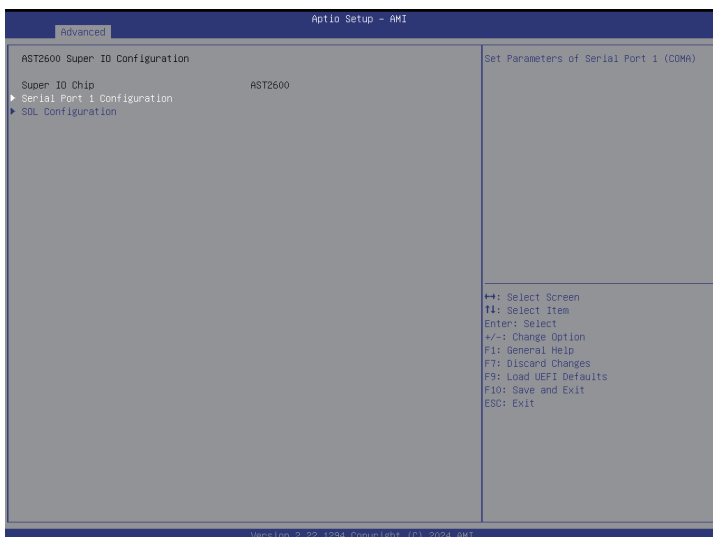 Aptio Setup - AMI
Advanced
AST2600 Super IO Configuration
Super IO Chip AST2600
Serial Port 1 Configuration
SOL Configuration
Set Parameters of Serial Port 1 (COMA)
↔: Select Screen
↑↓: Select Item
Enter: Select
+/-: Change Option
F1: General Help
F7: Discard Changes
F9: Load UEFI Defaults
F10: Save and Exit
ESC: Exit
Version 2.22.1294 Copyright (C) 2024 AMI